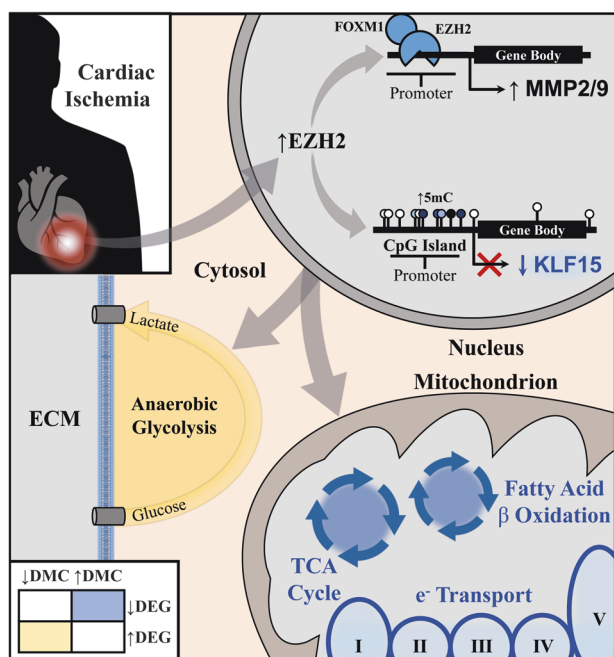 Cardiac
Ischemia
FOXM1
EZH2
Gene Body
Promoter
↑ MMP2/9
↑EZH2
↑5mC
CpG Island
Gene Body
Promoter
↓ KLF15
Cytosol
Nucleus
Mitochondrion
Lactate
ECM
Anaerobic
Glycolysis
Glucose
Fatty Acid
β Oxidation
TCA
Cycle
e⁻ Transport
I
II
III
IV
V
↓DMC ↑DMC
↓DEG
↑DEG